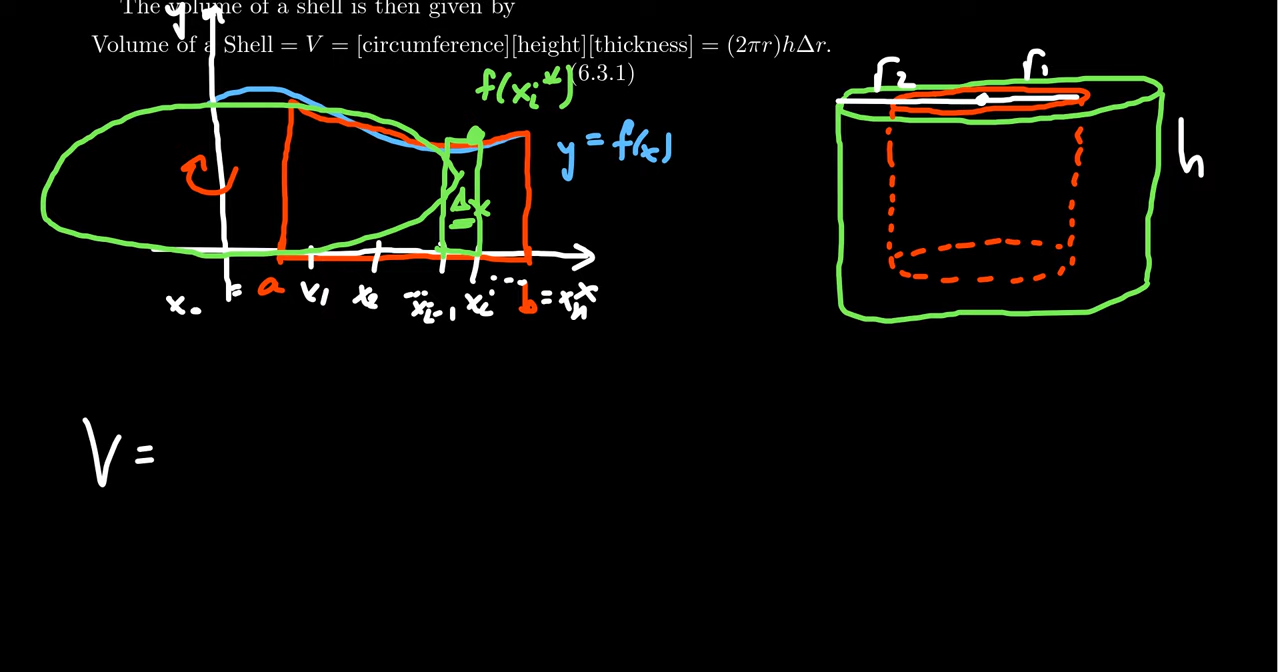 The volume of a shell is then given by
y
Volume of a Shell = V = [circumference][height][thickness] = (2πr)hΔr.
(6.3.1)
f(xᵢ*)
r₂ r₁
y = f(x)
h
Δx
x₀ = a x₁ x₂ ... xᵢ₋₁ xᵢ ... b = xₙ x
V =